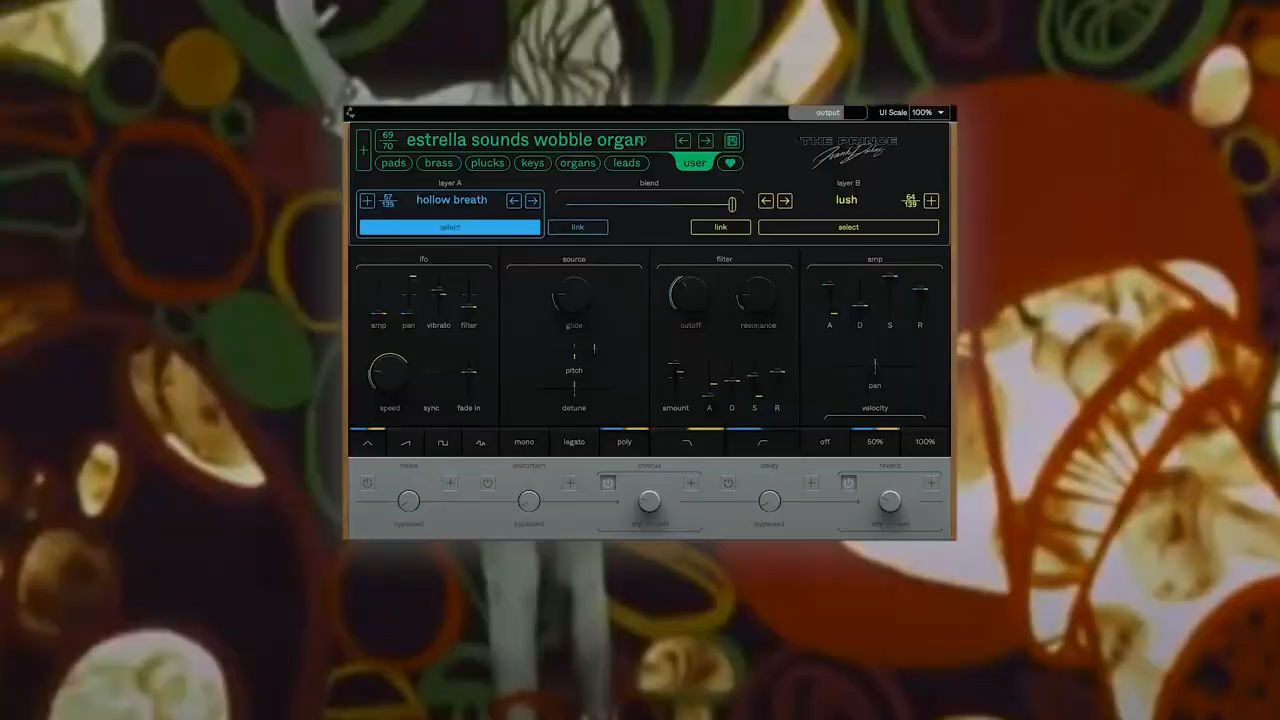 output UI Scale 100%
69 70 estrella sounds wobble organ THE PRINCE
pads brass plucks keys organs leads user
layer A blend layer B
67 139 hollow breath lush 64 139
select link link select
lfo source filter amp
amp pan vibrato filter glide cutoff resonance A D S R
pitch pan
speed sync fade in detune amount A D S R velocity
mono legato poly off 50% 100%
noise distortion chorus delay reverb
bypassed bypassed bypassed